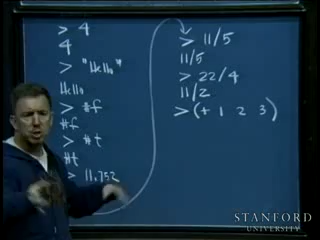 > 4
4
> "Hello"
Hello
> #f
#f
> #t
#t
> 11.752
> 11/5
11/5
> 22/4
11/2
> (+ 1 2 3)
STANFORD
UNIVERSITY